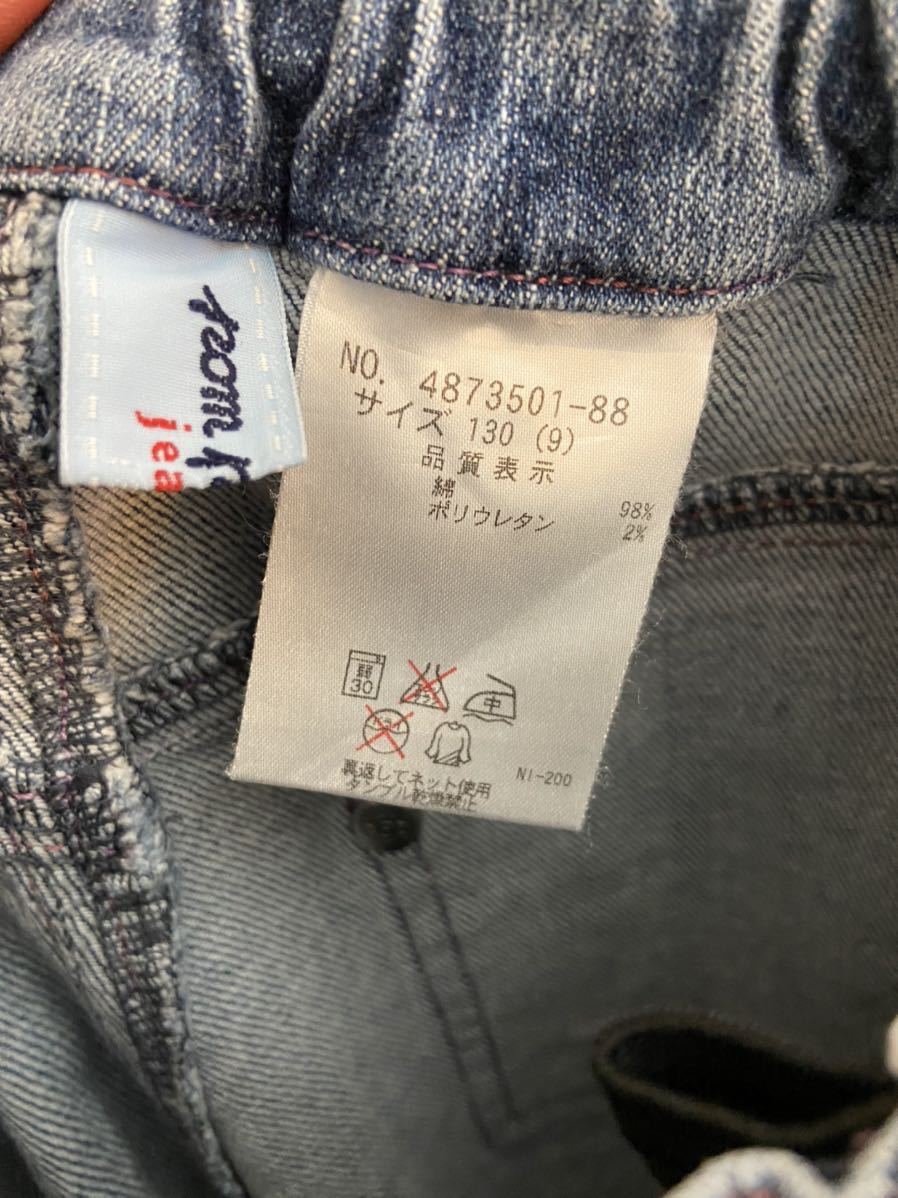 jea
NO. 4873501-88
サイズ 130 (9)
品質表示
綿 98%
ポリウレタン 2%
弱
30
中
NI-200
裏返してネット使用
タンブル乾燥禁止